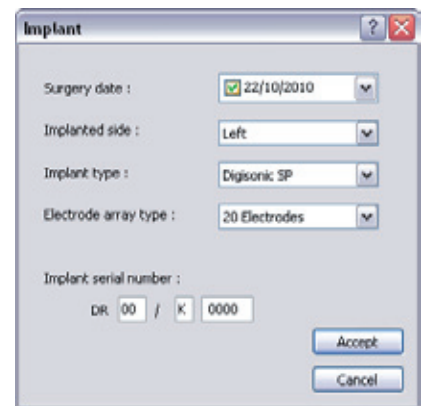 Implant ?
Surgery date : 22/10/2010
Implanted side : Left
Implant type : Digisonic SP
Electrode array type : 20 Electrodes
Implant serial number :
DR 00 / K 0000
Accept
Cancel